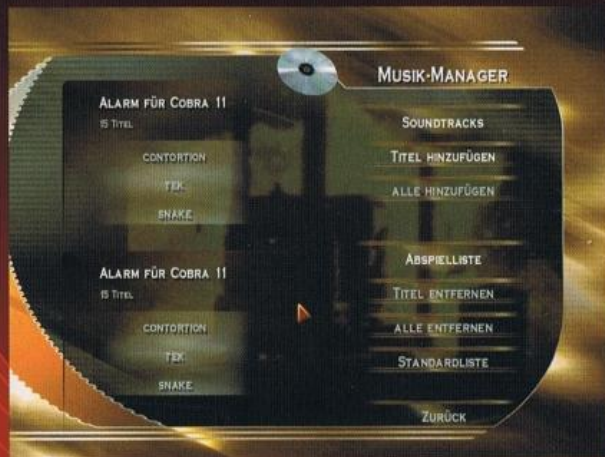 MUSIK-MANAGER
ALARM FÜR COBRA 11
15 TITEL
CONTORTION
TEK
SNAKE
ALARM FÜR COBRA 11
15 TITEL
CONTORTION
TEK
SNAKE
SOUNDTRACKS
TITEL HINZUFÜGEN
ALLE HINZUFÜGEN
ABSPIELLISTE
TITEL ENTFERNEN
ALLE ENTFERNEN
STANDARDLISTE
ZURÜCK